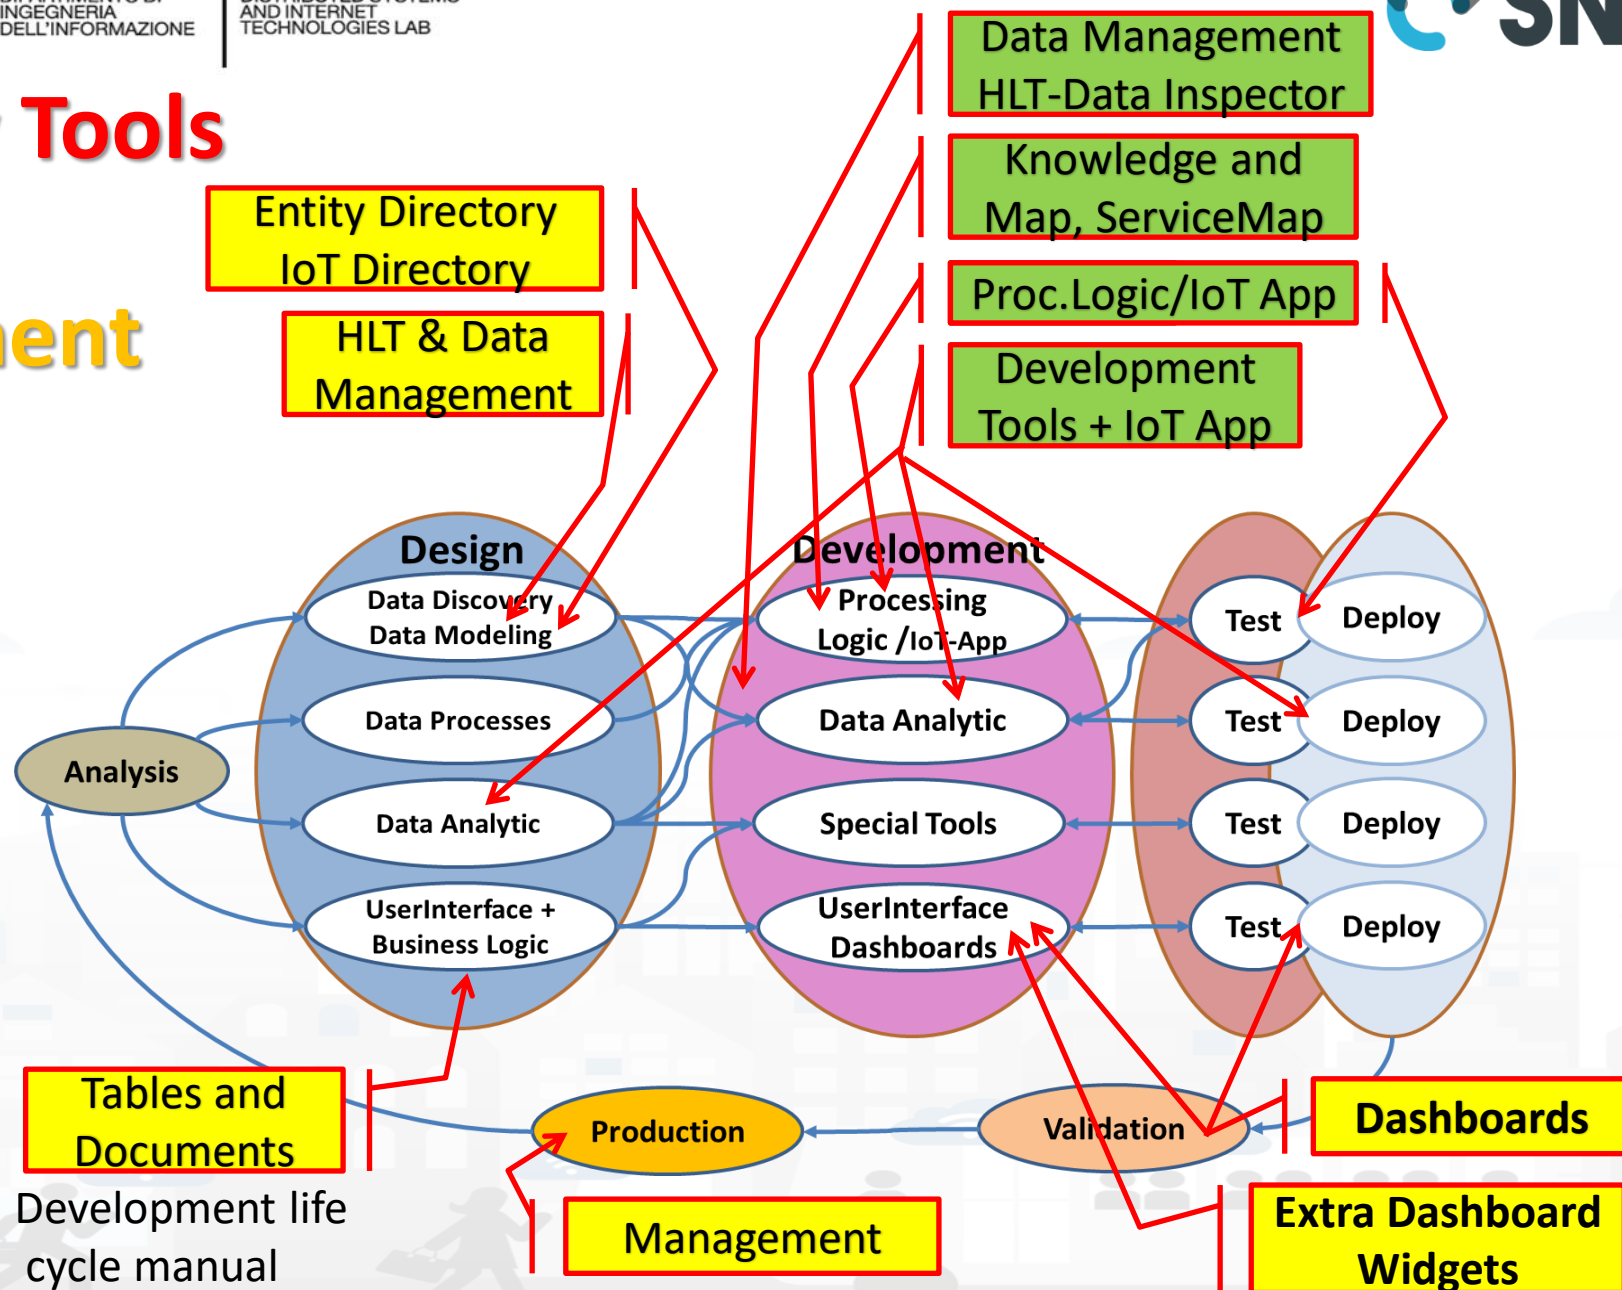 INGEGNERIA
DELL'INFORMAZIONE
AND INTERNET
TECHNOLOGIES LAB
SN
Tools
Data Management
HLT-Data Inspector
Knowledge and
Map, ServiceMap
Entity Directory
IoT Directory
Proc.Logic/IoT App
HLT & Data
Management
Development
Tools + IoT App
Design
Data Discovery
Data Modeling
Data Processes
Data Analytic
UserInterface +
Business Logic
Development
Processing
Logic /IoT-App
Data Analytic
Special Tools
UserInterface
Dashboards
Test
Deploy
Test
Deploy
Test
Deploy
Test
Deploy
Analysis
Tables and
Documents
Development life
cycle manual
Production
Management
Validation
Dashboards
Extra Dashboard
Widgets